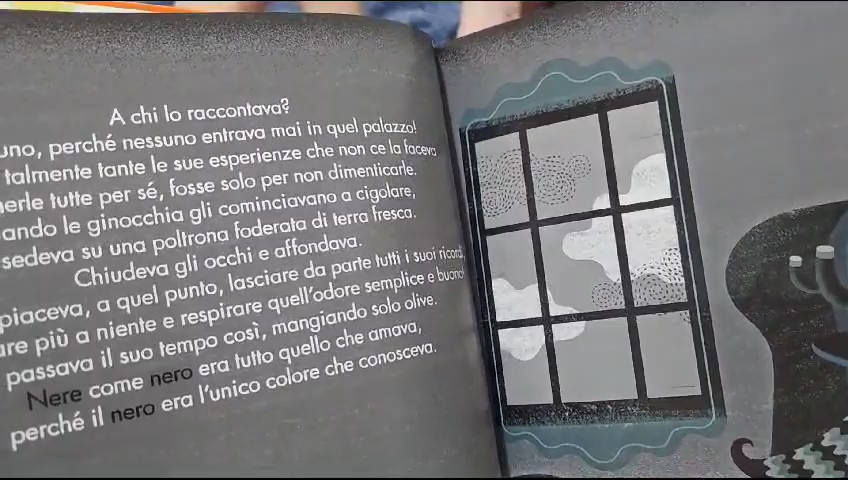 A chi lo raccontava?
uno, perché nessuno entrava mai in quel palazzo!
talmente tante le sue esperienze che non ce la faceva
nerle tutte per sé, fosse solo per non dimenticarle.
ando le ginocchia gli cominciavano a cigolare,
sedeva su una poltrona foderata di terra fresca.
Chiudeva gli occhi e affondava.
piaceva, a quel punto, lasciare da parte tutti i suoi ricordi,
are più a niente e respirare quell'odore semplice e buono!
passava il suo tempo così, mangiando solo olive.
Nere come nero era tutto quello che amava,
perché il nero era l'unico colore che conosceva.